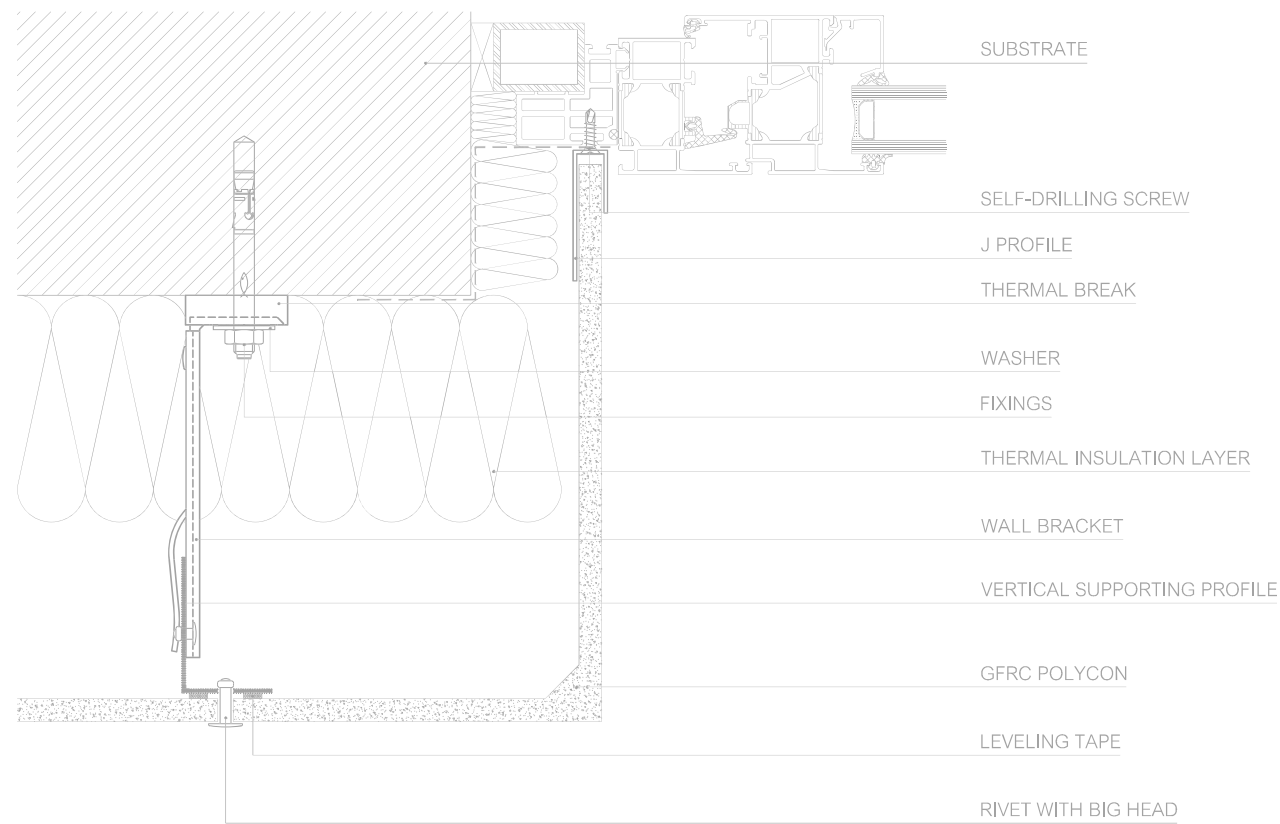 SUBSTRATE
SELF-DRILLING SCREW
J PROFILE
THERMAL BREAK
WASHER
FIXINGS
THERMAL INSULATION LAYER
WALL BRACKET
VERTICAL SUPPORTING PROFILE
GFRC POLYCON
LEVELING TAPE
RIVET WITH BIG HEAD